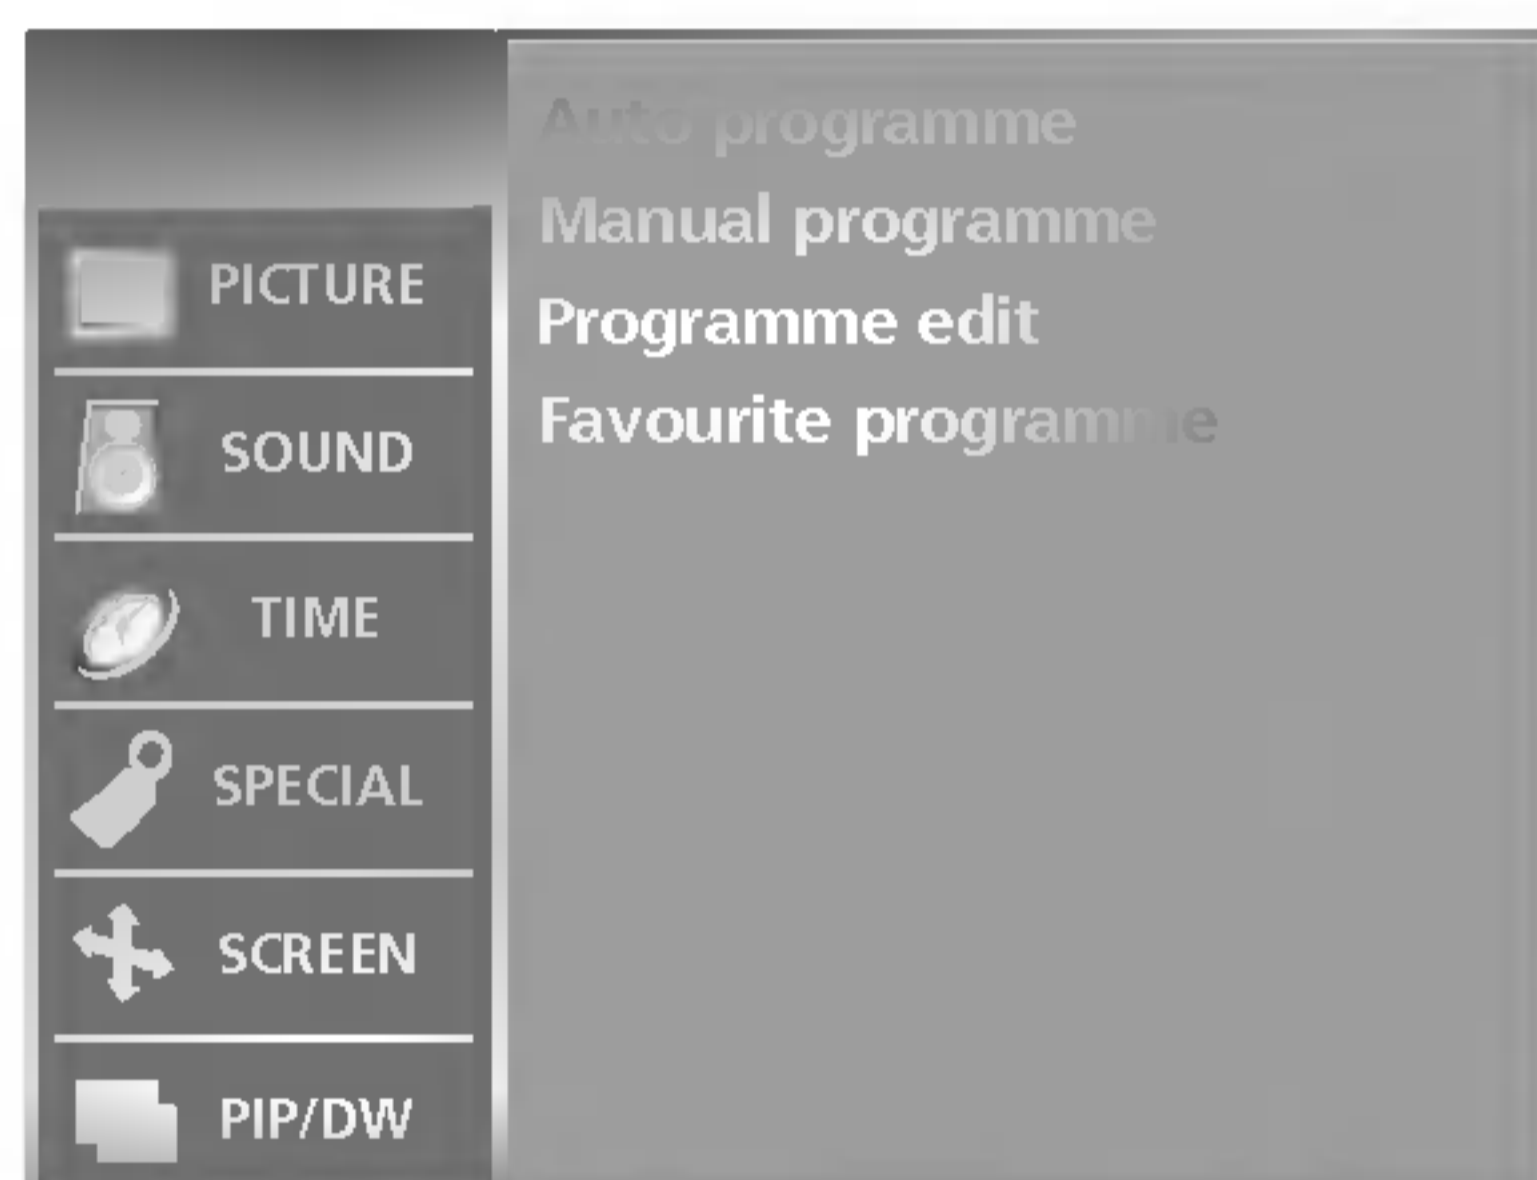 PICTURE
SOUND
TIME
SPECIAL
SCREEN
PIP/DW
Auto programme
Manual programme
Programme edit
Favourite programme